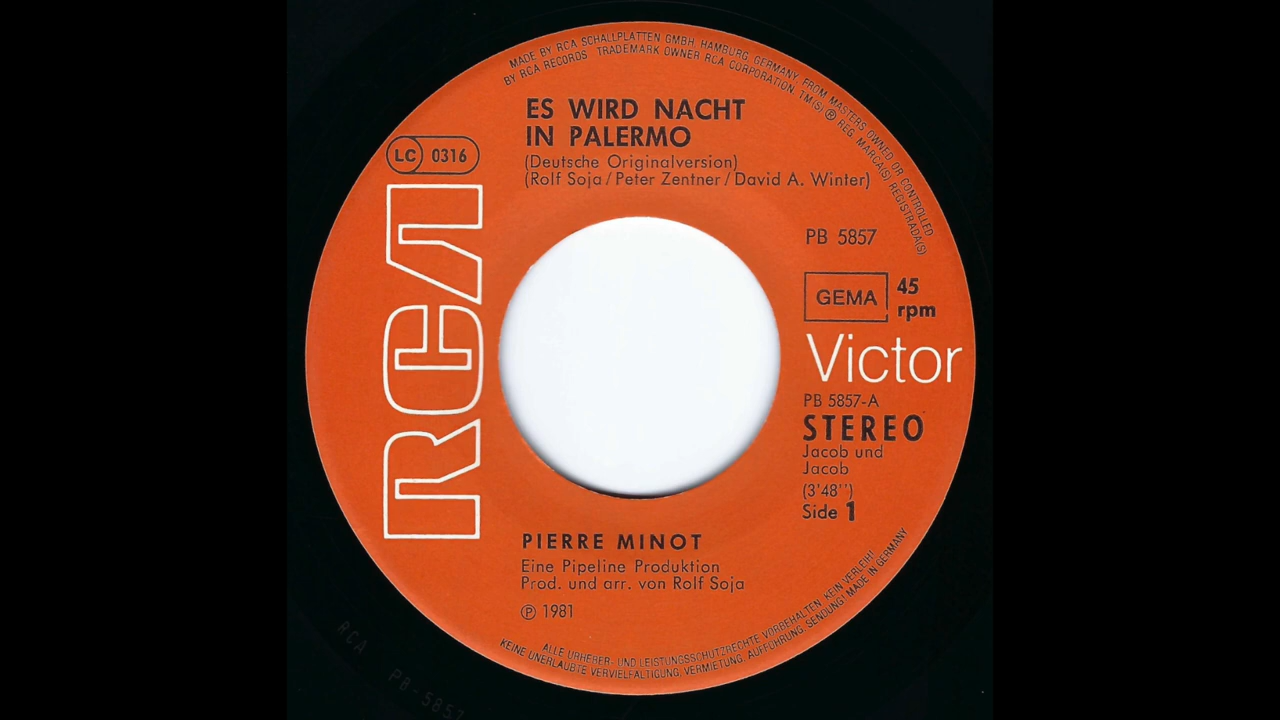 MADE BY RCA SCHALLPLATTEN GMBH, HAMBURG, GERMANY, FROM MASTERS OWNED OR CONTROLLED
BY RCA RECORDS TRADEMARK OWNER RCA CORPORATION. TM(S) ® REG. MARCA(S) REGISTRADA(S)
ES WIRD NACHT
IN PALERMO
(Deutsche Originalversion)
(Rolf Soja/Peter Zentner/David A. Winter)
LC 0316
RCA
PB 5857
GEMA
45
rpm
Victor
PB 5857-A
STEREO
Jacob und
Jacob
(3'48'')
Side 1
PIERRE MINOT
Eine Pipeline Produktion
Prod. und arr. von Rolf Soja
℗ 1981
ALLE URHEBER- UND LEISTUNGSSCHUTZRECHTE VORBEHALTEN. KEIN VERLEIH!
KEINE UNERLAUBTE VERVIELFÄLTIGUNG, VERMIETUNG, AUFFÜHRUNG, SENDUNG! MADE IN GERMANY
RCA PB-5857